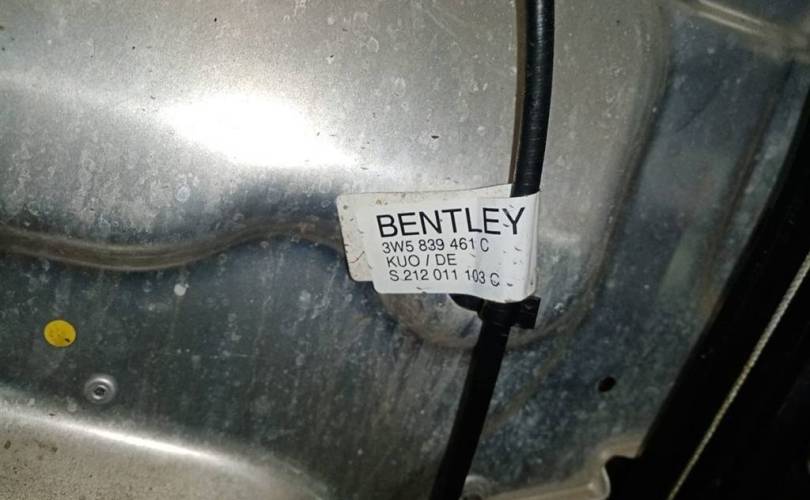 BENTLEY
3W5 839 461 C
KUO / DE
S 212 011 103 C